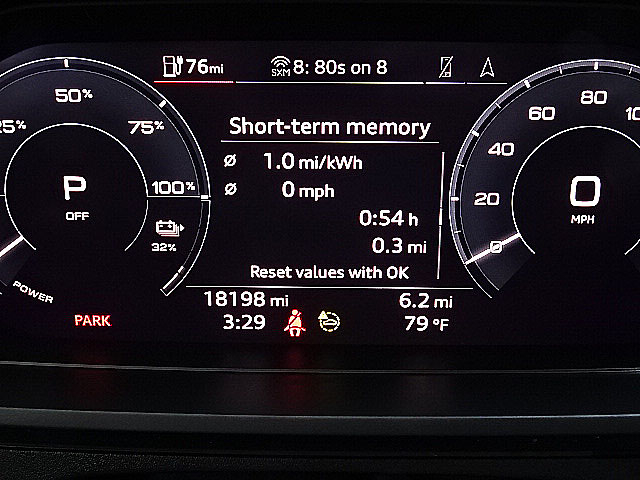 76mi
SXM 8: 80s on 8
25% 50% 75% 100%
P
OFF
32%
POWER
PARK
Short-term memory
Ø 1.0 mi/kWh
Ø 0 mph
0:54 h
0.3 mi
Reset values with OK
18198 mi 6.2 mi
3:29 79 °F
0 20 40 60 80 10
0
MPH